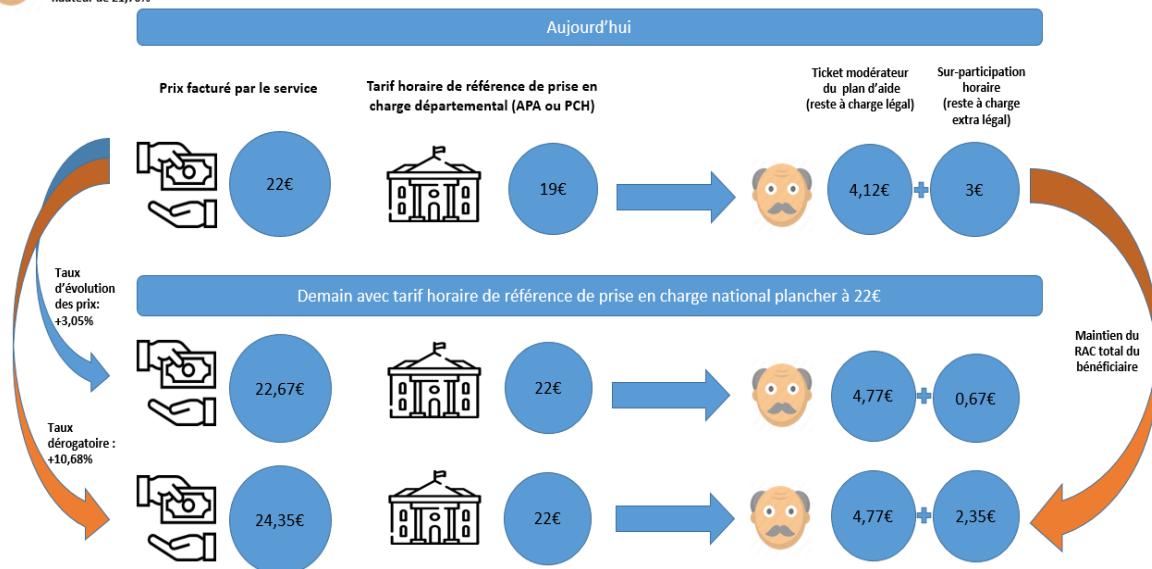 hauteur de 21,70%
Aujourd'hui
Prix facturé par le service
Tarif horaire de référence de prise en
charge départemental (APA ou PCH)
Ticket modérateur
du plan d'aide
(reste à charge légal)
Sur-participation
horaire
(reste à charge
extra légal)
22€
19€
4,12€
3€
Taux
d'évolution
des prix:
+3,05%
Demain avec tarif horaire de référence de prise en charge national plancher à 22€
22,67€
22€
4,77€
0,67€
Maintien du
RAC total du
bénéficiaire
Taux
dérogatoire :
+10,68%
24,35€
22€
4,77€
2,35€